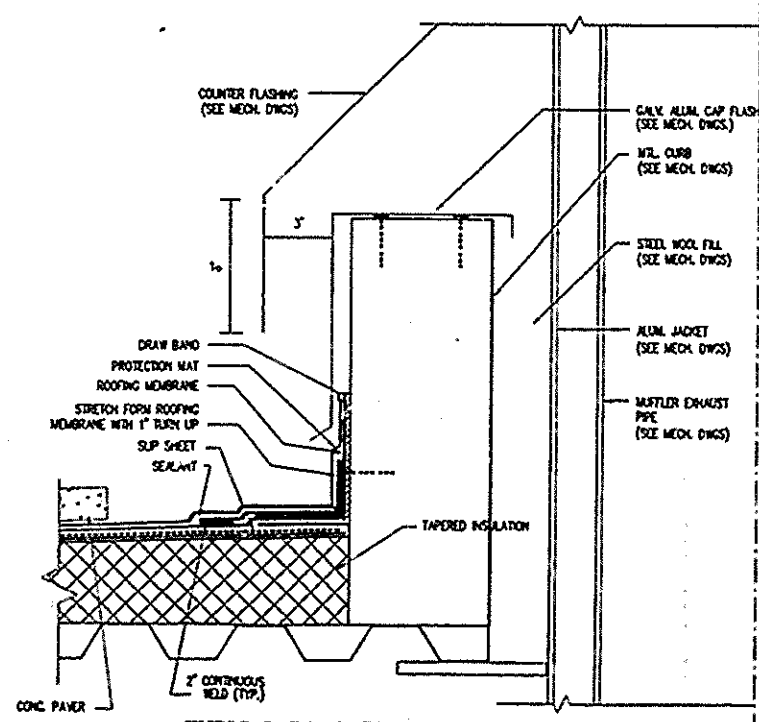 COUNTER FLASHING
(SEE MECH. DWGS)
GALV. ALUM. CAP FLASH
(SEE MECH. DWGS.)
MTL. CURB
(SEE MECH. DWGS)
3"
STEEL WOOL FILL
(SEE MECH. DWGS)
DRAW BAND
PROTECTION MAT
ROOFING MEMBRANE
STRETCH FORM ROOFING
MEMBRANE WITH 1" TURN UP
SLIP SHEET
SEALANT
ALUM. JACKET
(SEE MECH. DWGS)
MUFFLER EXHAUST
PIPE
(SEE MECH. DWGS)
TAPERED INSULATION
2" CONTINUOUS
WELD (TYP.)
CONC. PAVER